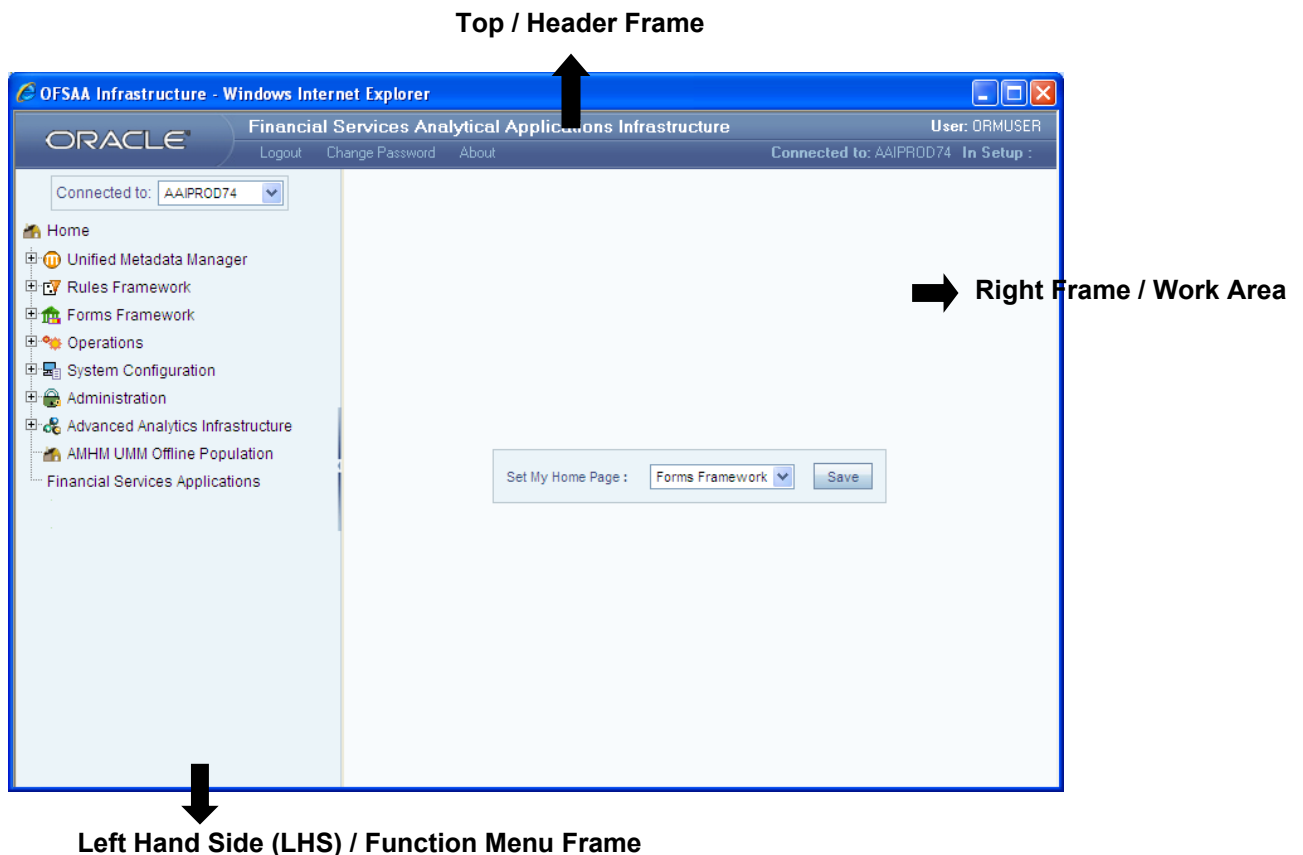 Top / Header Frame
OFSAA Infrastructure - Windows Internet Explorer
ORACLE
Financial Services Analytical Applications Infrastructure
User: ORMUSER
Logout Change Password About
Connected to: AAIPROD74 In Setup :
Connected to: AAIPROD74
Home
Unified Metadata Manager
Rules Framework
Forms Framework
Operations
System Configuration
Administration
Advanced Analytics Infrastructure
AMHM UMM Offline Population
Financial Services Applications
Right Frame / Work Area
Set My Home Page : Forms Framework Save
Left Hand Side (LHS) / Function Menu Frame